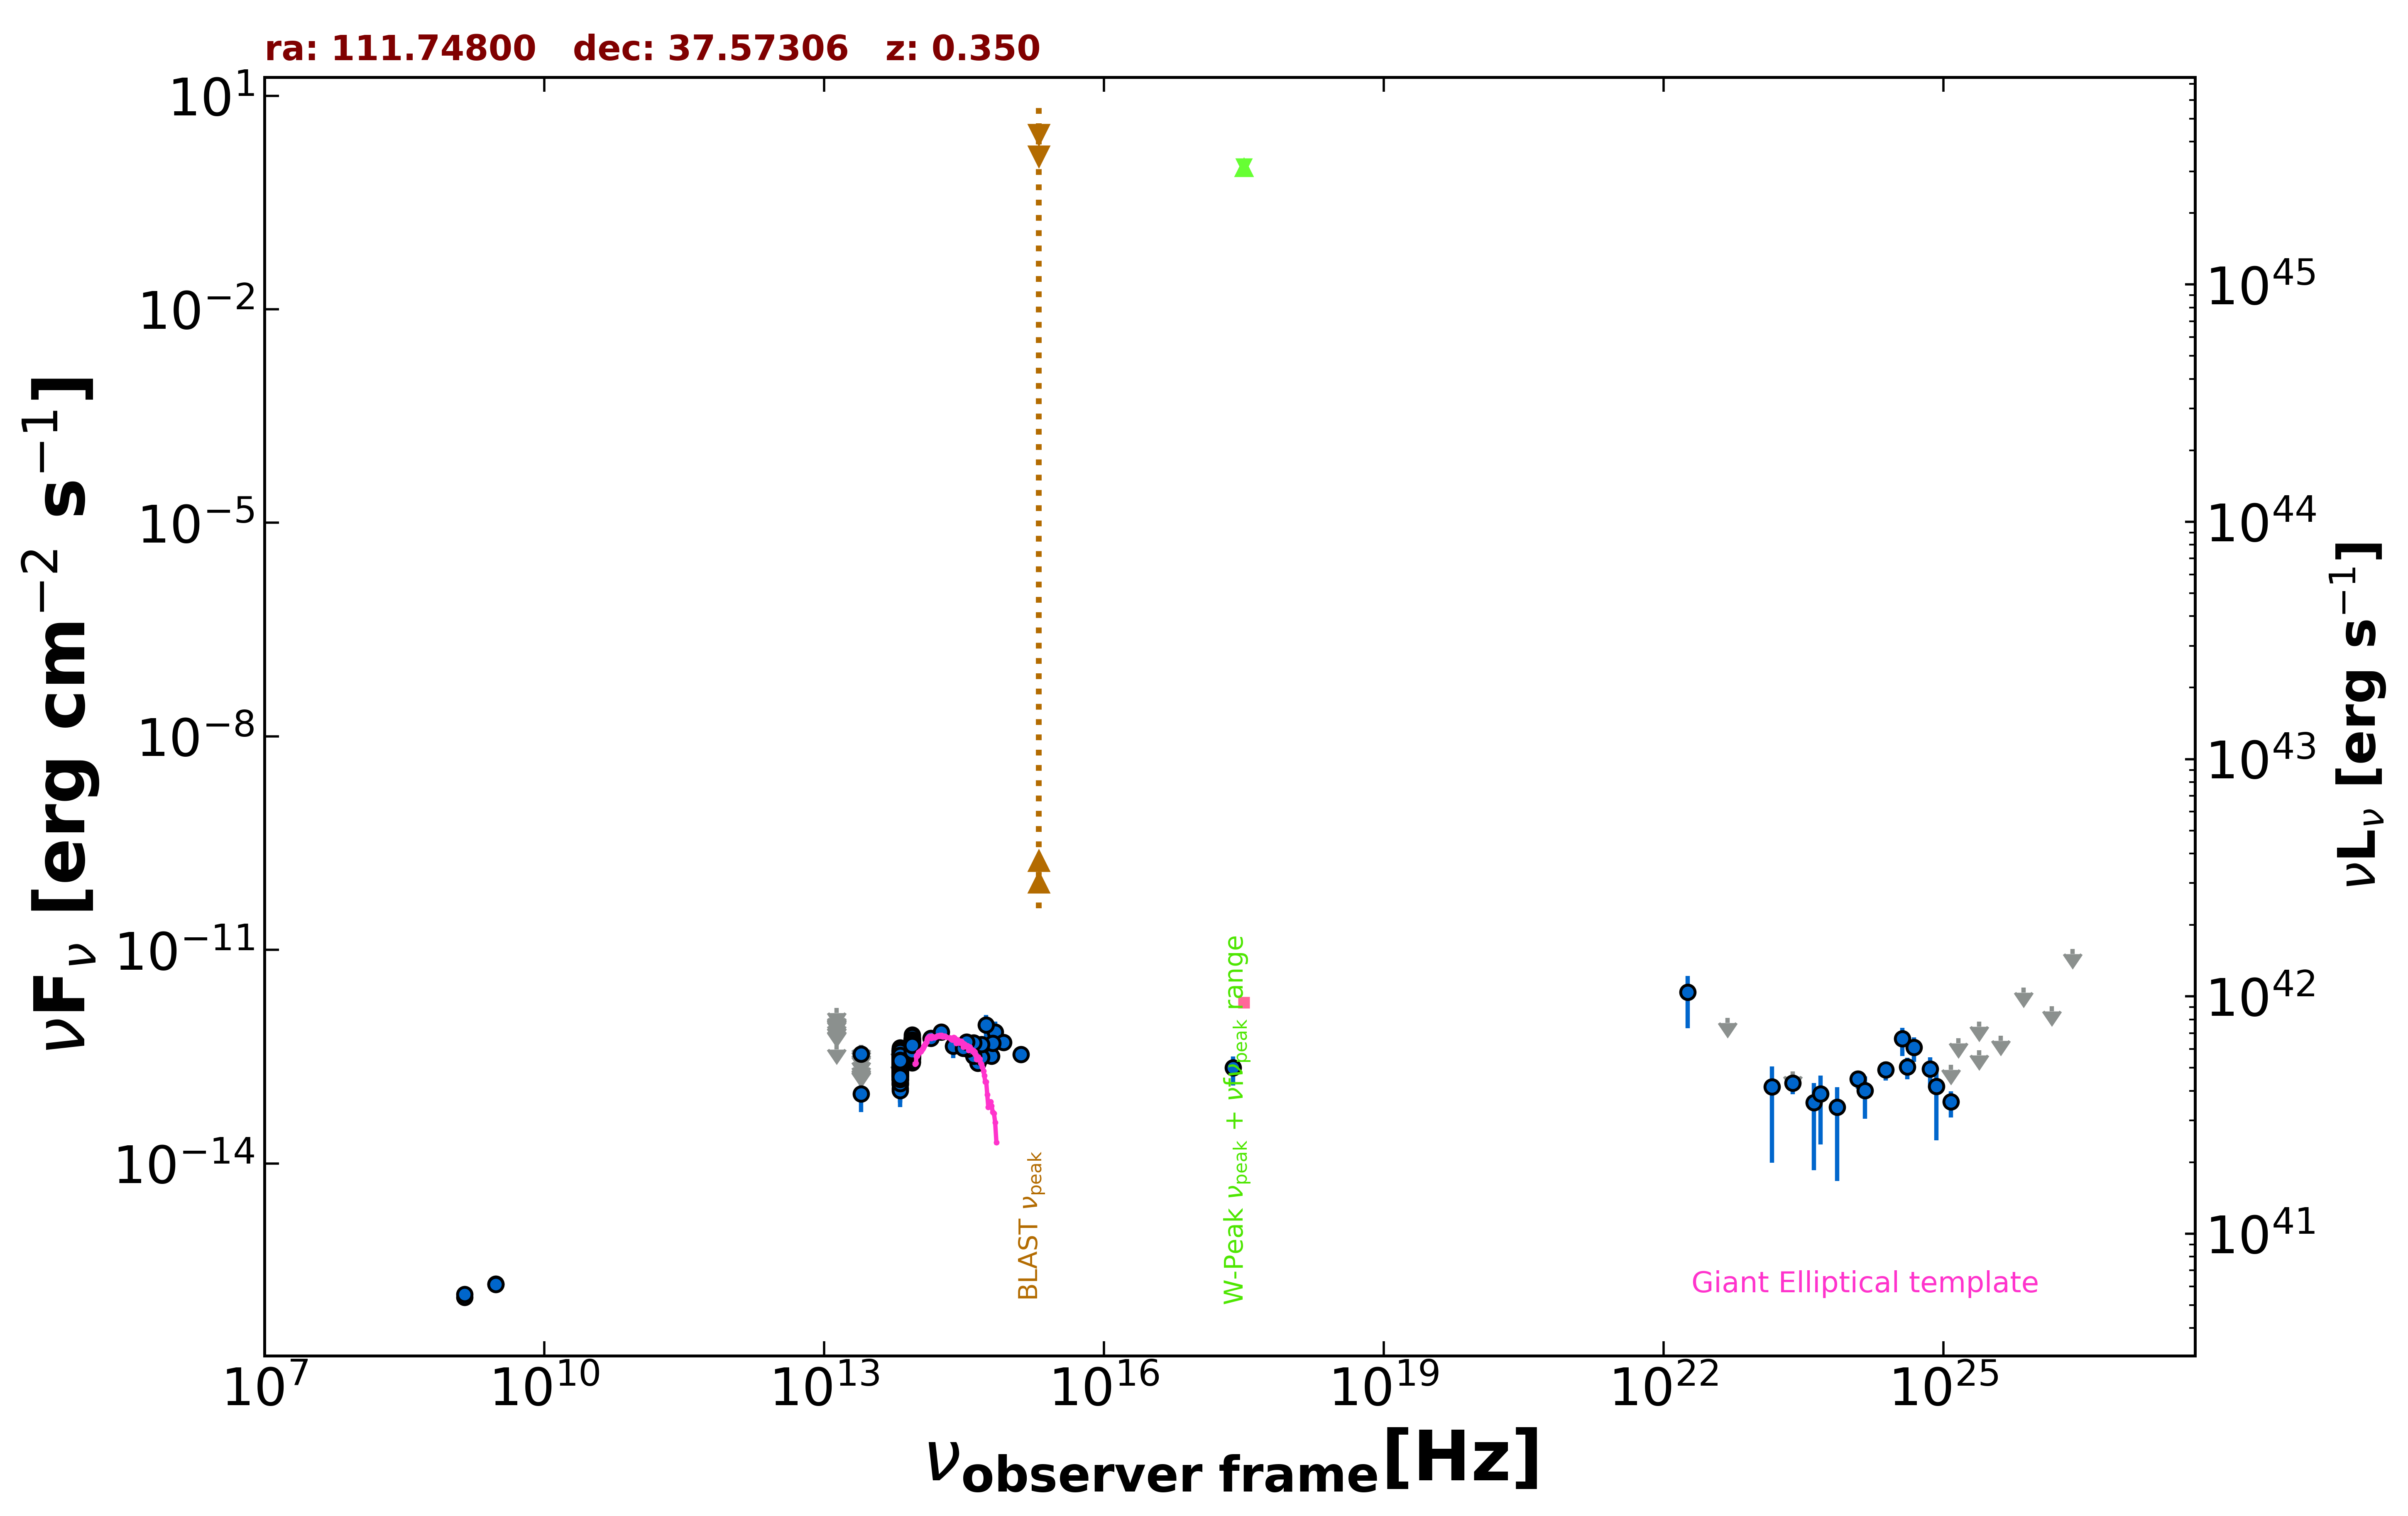 ra: 111.74800 dec: 37.57306 z: 0.350
10^1
10^-2
10^-5
10^-8
10^-11
10^-14
νF_ν [erg cm^-2 s^-1]
10^45
10^44
10^43
10^42
10^41
νL_ν [erg s^-1]
BLAST ν_peak
W-Peak ν_peak + νf_ν_peak range
Giant Elliptical template
10^7 10^10 10^13 10^16 10^19 10^22 10^25
ν_observer frame [Hz]